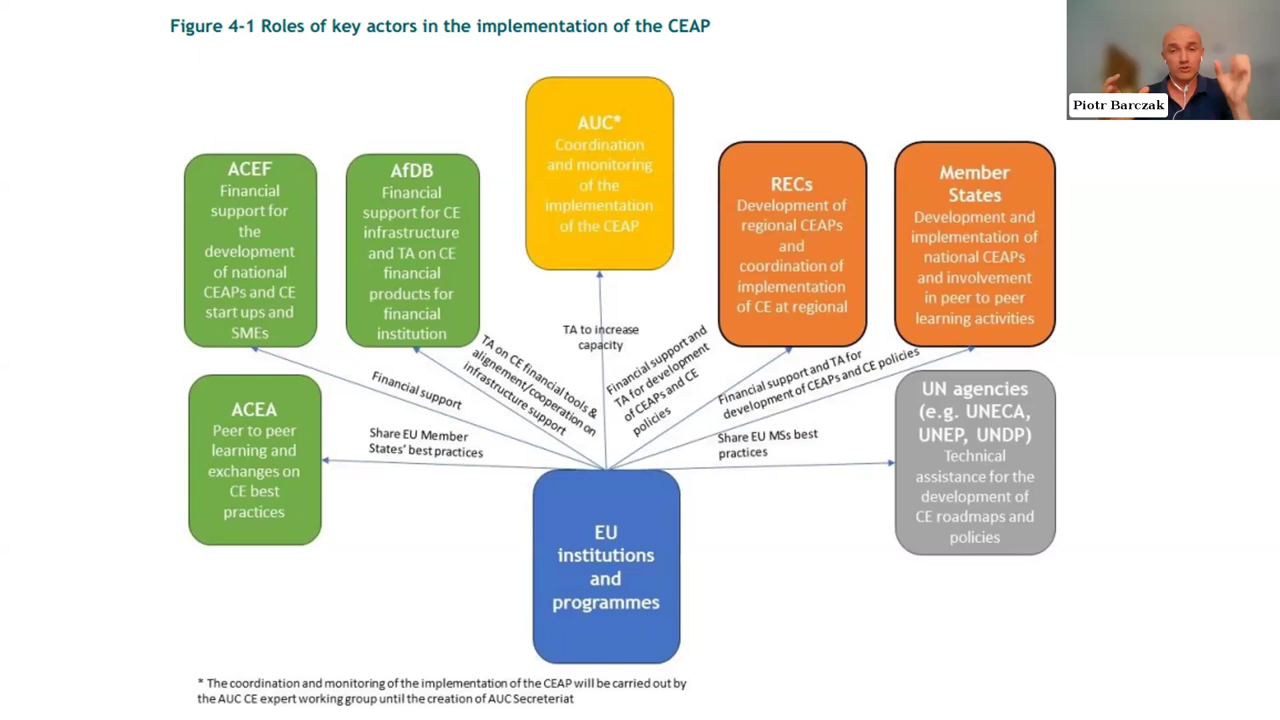 Figure 4-1 Roles of key actors in the implementation of the CEAP
Piotr Barczak
AUC*
Coordination
and monitoring
of the
implementation
of the CEAP
ACEF
Financial
support for
the
development
of national
CEAPs and CE
start ups and
SMEs
AfDB
Financial
support for CE
infrastructure
and TA on CE
financial
products for
financial
institution
RECs
Development of
regional CEAPs
and
coordination of
implementation
of CE at regional
Member
States
Development and
implementation of
national CEAPs
and involvement
in peer to peer
learning activities
ACEA
Peer to peer
learning and
exchanges on
CE best
practices
UN agencies
(e.g. UNECA,
UNEP, UNDP)
Technical
assistance for the
development of
CE roadmaps and
policies
Financial support
Share EU Member
States' best practices
TA on CE financial tools &
alignement/cooperation on
infrastructure support
TA to increase
capacity
Financial support and
TA for development
of CEAPs and CE
policies
Financial support and TA for
development of CEAPs and CE policies
Share EU MSs best
practices
EU
institutions
and
programmes
* The coordination and monitoring of the implementation of the CEAP will be carried out by
the AUC CE expert working group until the creation of AUC Secreteriat